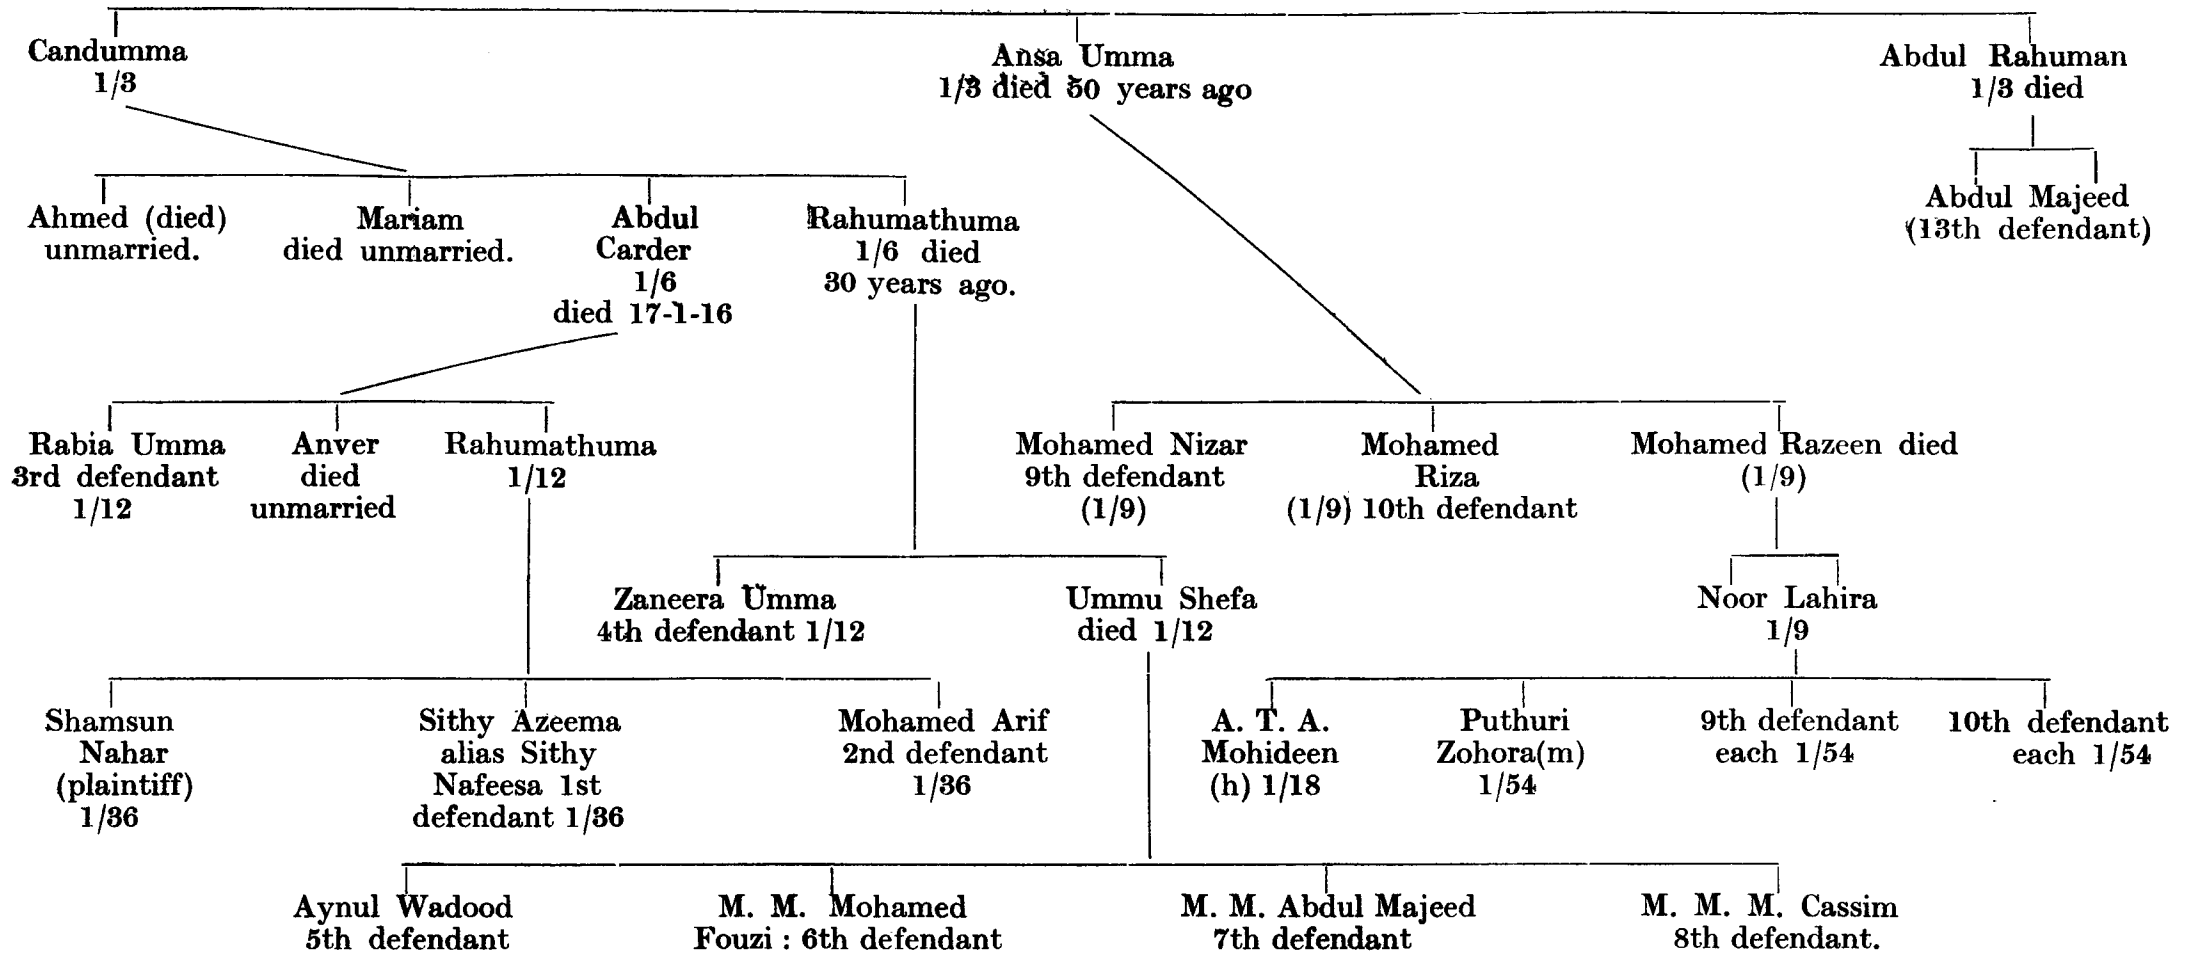 Candumma
1/3
Ansa Umma
1/3 died 50 years ago
Abdul Rahuman
1/3 died
Ahmed (died)
unmarried.
Mariam
died unmarried.
Abdul
Carder
1/6
died 17-1-16
Rahumathuma
1/6 died
30 years ago.
Abdul Majeed
(13th defendant)
Rabia Umma
3rd defendant
1/12
Anver
died
unmarried
Rahumathuma
1/12
Mohamed Nizar
9th defendant
(1/9)
Mohamed
Riza
(1/9) 10th defendant
Mohamed Razeen died
(1/9)
Zaneera Umma
4th defendant 1/12
Ummu Shefa
died 1/12
Noor Lahira
1/9
Shamsun
Nahar
(plaintiff)
1/36
Sithy Azeema
alias Sithy
Nafeesa 1st
defendant 1/36
Mohamed Arif
2nd defendant
1/36
A. T. A.
Mohideen
(h) 1/18
Puthuri
Zohora(m)
1/54
9th defendant
each 1/54
10th defendant
each 1/54
Aynul Wadood
5th defendant
M. M. Mohamed
Fouzi : 6th defendant
M. M. Abdul Majeed
7th defendant
M. M. M. Cassim
8th defendant.